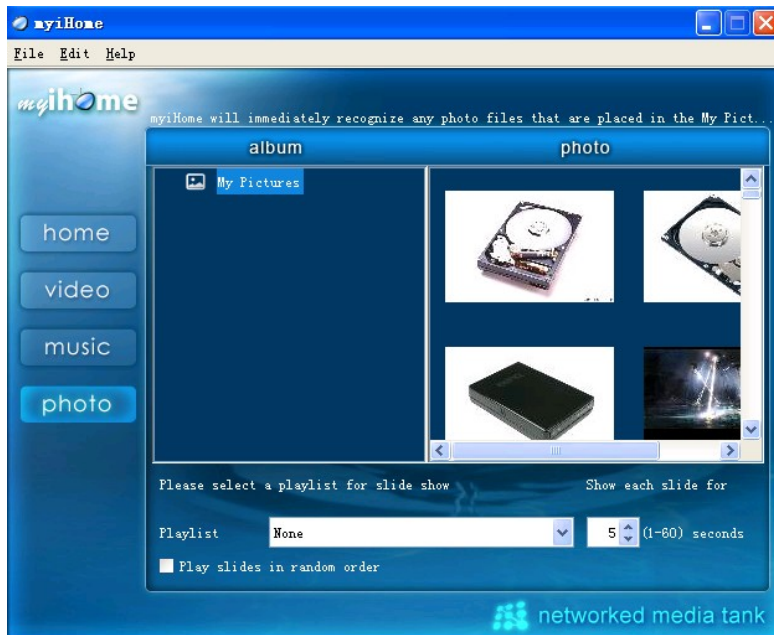 myiHome
File Edit Help
myihome
myiHome will immediately recognize any photo files that are placed in the My Pict...
album
photo
My Pictures
home
video
music
photo
Please select a playlist for slide show
Show each slide for
Playlist
None
5
(1-60) seconds
Play slides in random order
networked media tank